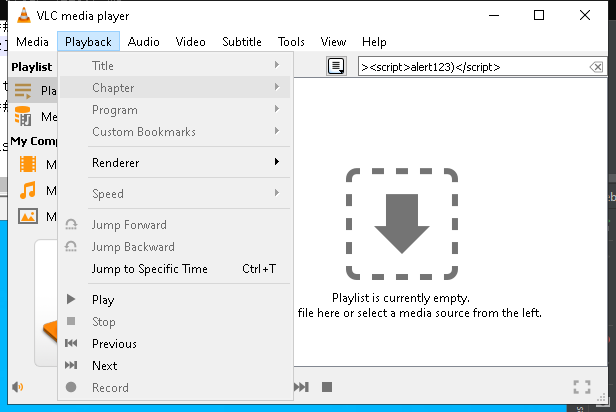 VLC media player
Media Playback Audio Video Subtitle Tools View Help
Playlist
><script>alert123)</script>
Title
Chapter
Program
Custom Bookmarks
My Comp
Renderer
Speed
Jump Forward
Jump Backward
Jump to Specific Time Ctrl+T
Play
Stop
Previous
Next
Record
Playlist is currently empty.
file here or select a media source from the left.